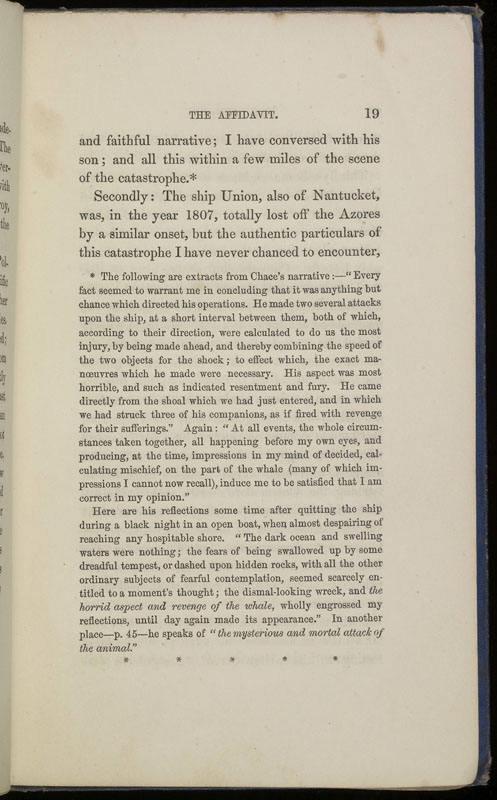 THE AFFIDAVIT. 19
and faithful narrative; I have conversed with his
son; and all this within a few miles of the scene
of the catastrophe.*
Secondly: The ship Union, also of Nantucket,
was, in the year 1807, totally lost off the Azores
by a similar onset, but the authentic particulars of
this catastrophe I have never chanced to encounter,
* The following are extracts from Chace's narrative:—"Every
fact seemed to warrant me in concluding that it was anything but
chance which directed his operations. He made two several attacks
upon the ship, at a short interval between them, both of which,
according to their direction, were calculated to do us the most
injury, by being made ahead, and thereby combining the speed of
the two objects for the shock; to effect which, the exact ma-
nœuvres which he made were necessary. His aspect was most
horrible, and such as indicated resentment and fury. He came
directly from the shoal which we had just entered, and in which
we had struck three of his companions, as if fired with revenge
for their sufferings." Again: "At all events, the whole circum-
stances taken together, all happening before my own eyes, and
producing, at the time, impressions in my mind of decided, cal-
culating mischief, on the part of the whale (many of which im-
pressions I cannot now recall), induce me to be satisfied that I am
correct in my opinion."
Here are his reflections some time after quitting the ship
during a black night in an open boat, when almost despairing of
reaching any hospitable shore. "The dark ocean and swelling
waters were nothing; the fears of being swallowed up by some
dreadful tempest, or dashed upon hidden rocks, with all the other
ordinary subjects of fearful contemplation, seemed scarcely en-
titled to a moment's thought; the dismal-looking wreck, and the
horrid aspect and revenge of the whale, wholly engrossed my
reflections, until day again made its appearance." In another
place—p. 45—he speaks of "the mysterious and mortal attack of
the animal."
* * * * *